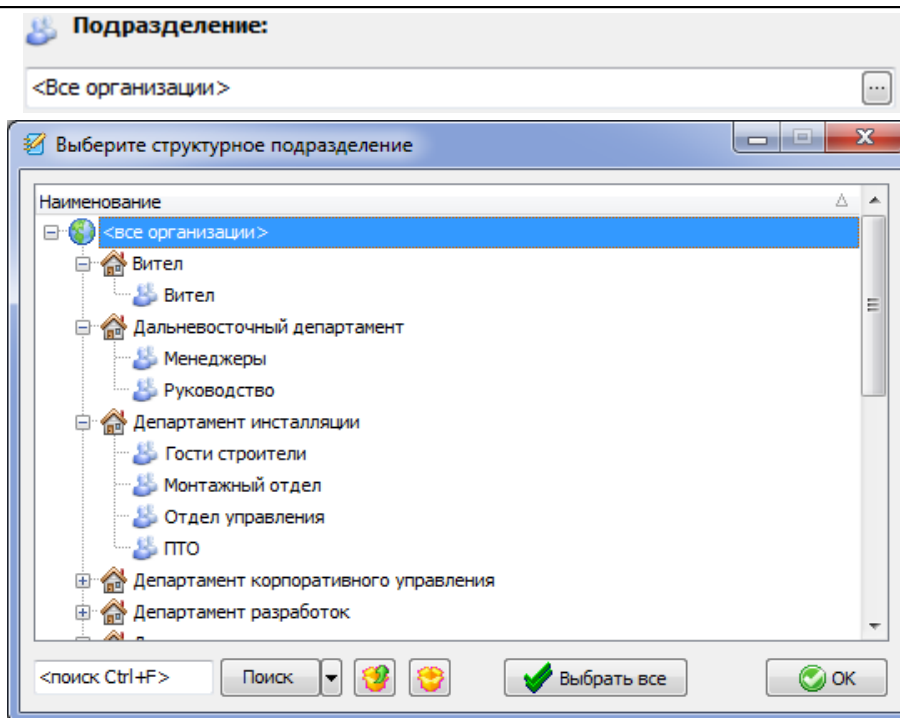 Подразделение:
<Все организации>
...
Выберите структурное подразделение
Наименование
<все организации>
Вител
Вител
Дальневосточный департамент
Менеджеры
Руководство
Департамент инсталляции
Гости строители
Монтажный отдел
Отдел управления
ПТО
Департамент корпоративного управления
Департамент разработок
<поиск Ctrl+F> Поиск Выбрать все OK